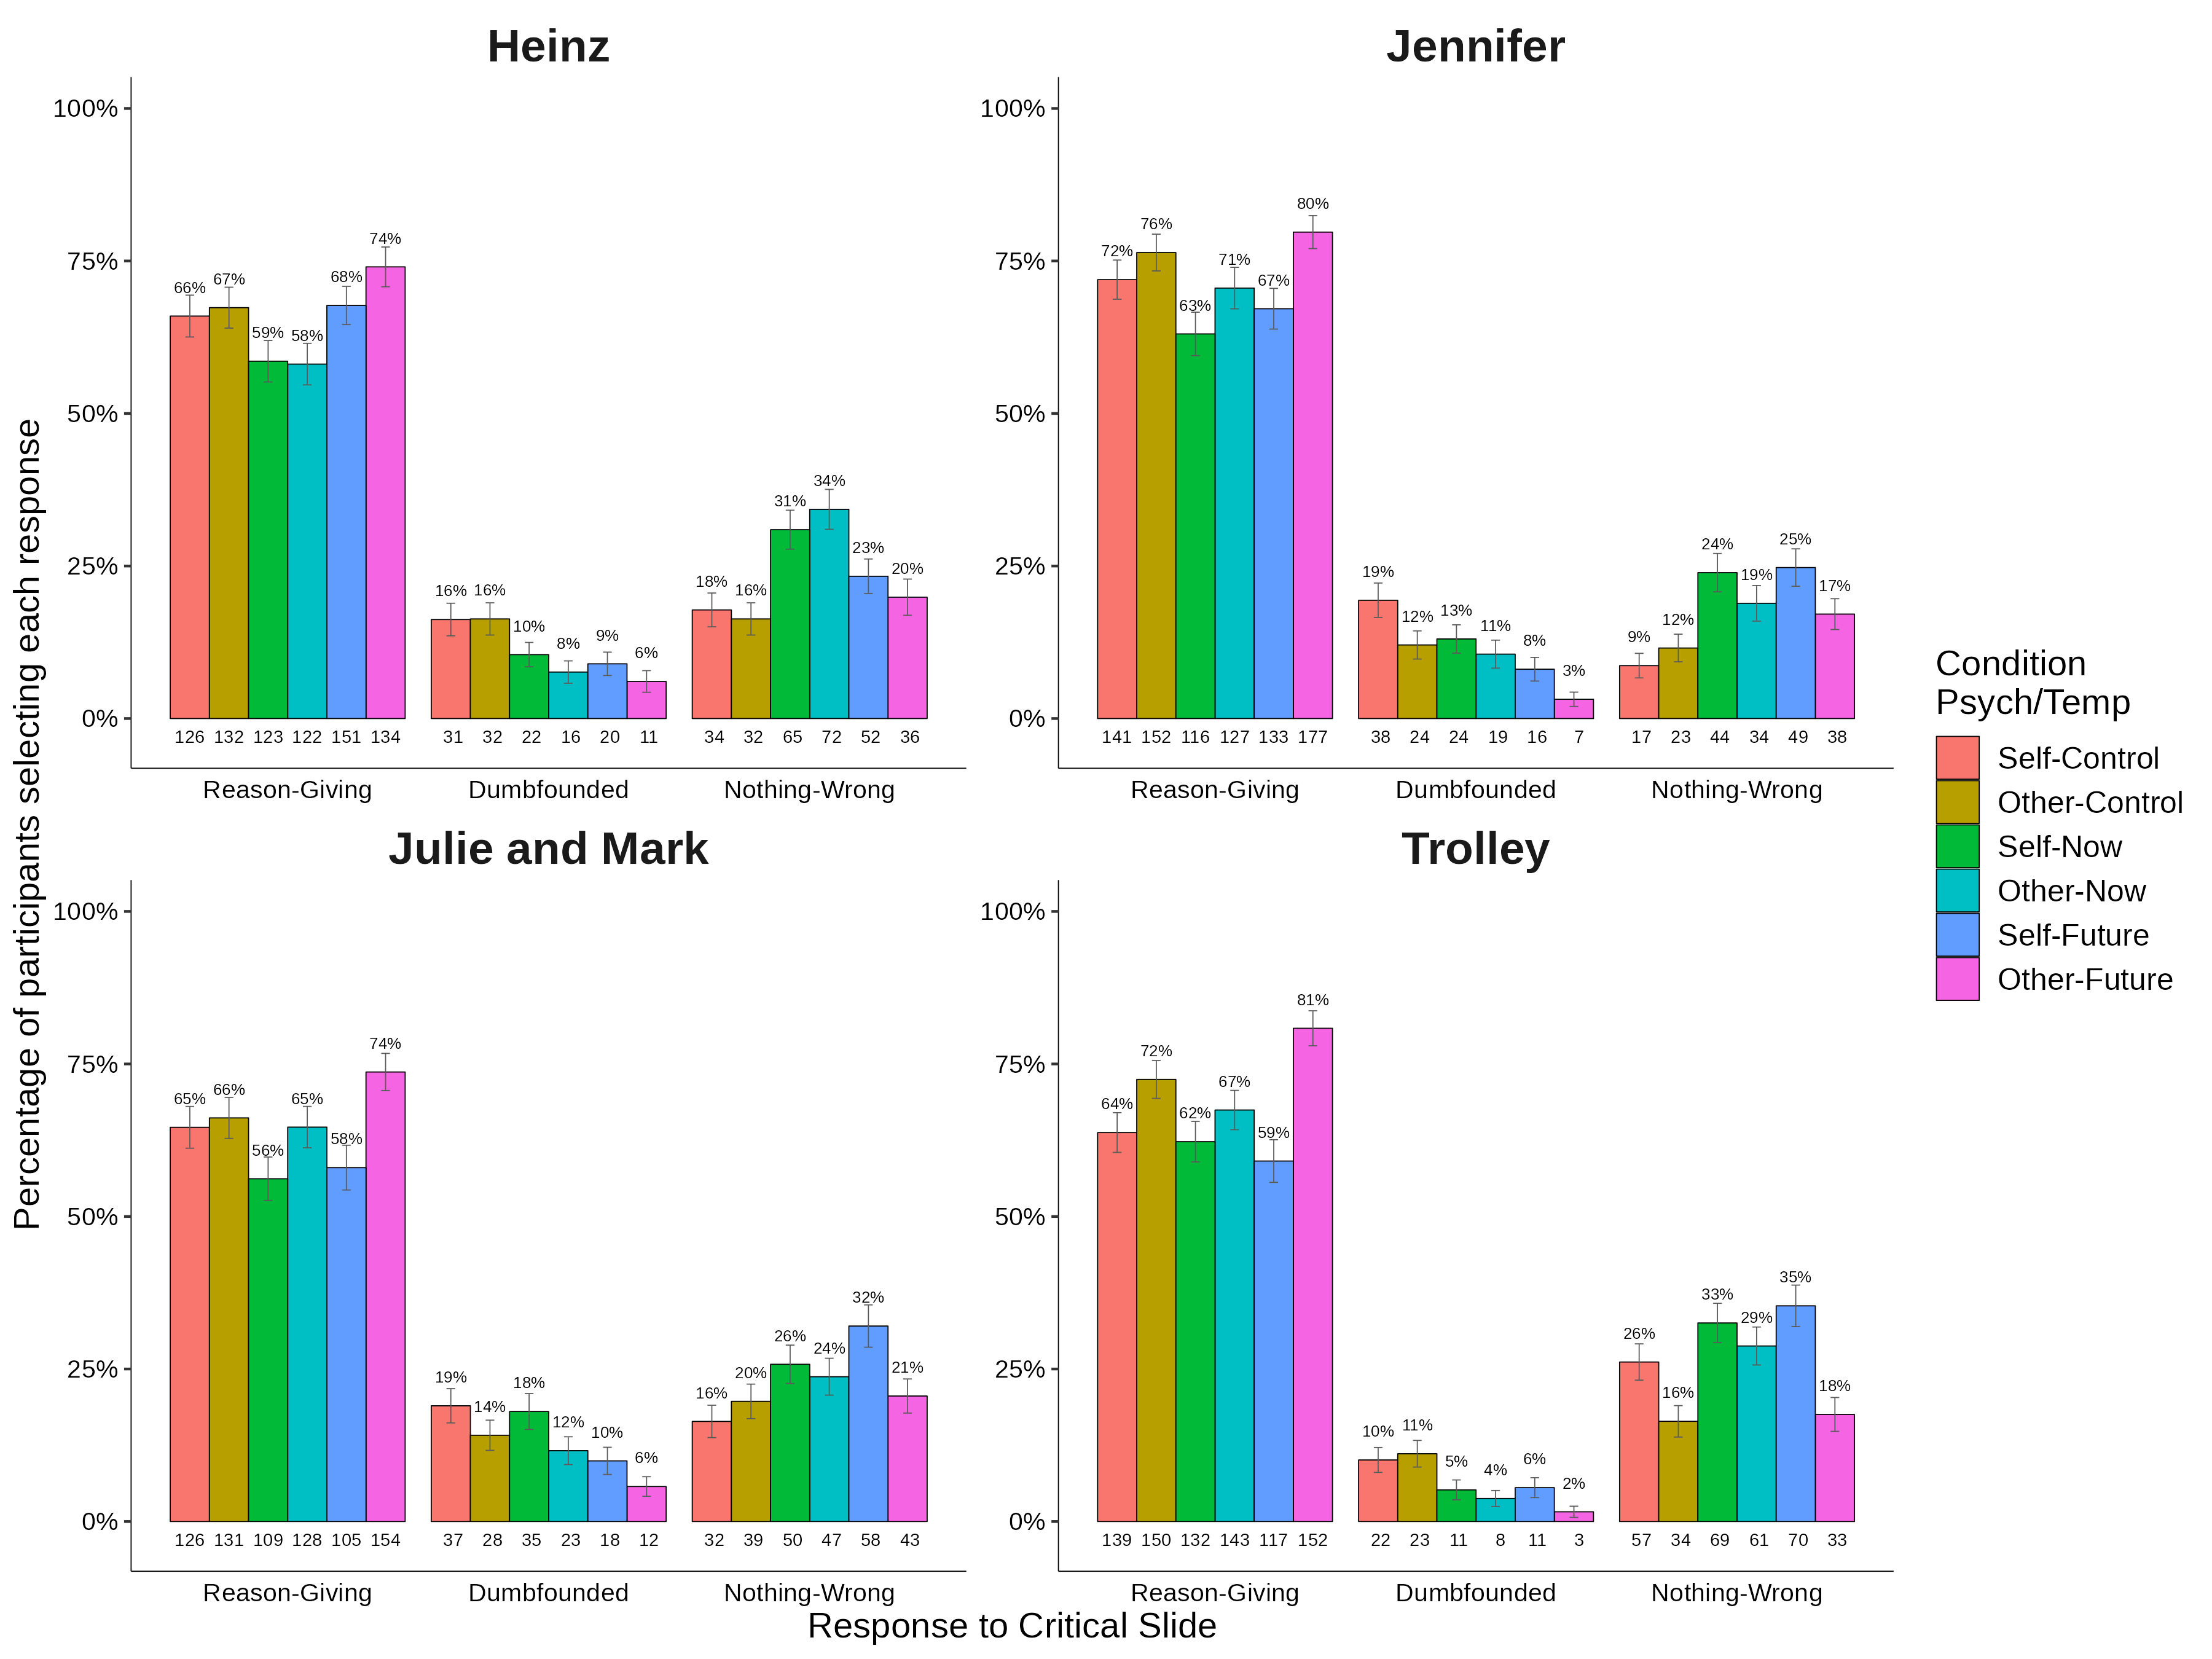 Heinz
Jennifer
100%
75%
50%
25%
0%
66%
67%
59%
58%
68%
74%
16%
16%
10%
8%
9%
6%
18%
16%
31%
34%
23%
20%
126 132 123 122 151 134
31 32 22 16 20 11
34 32 65 72 52 36
Reason-Giving
Dumbfounded
Nothing-Wrong
100%
75%
50%
25%
0%
72%
76%
63%
71%
67%
80%
19%
12%
13%
11%
8%
3%
9%
12%
24%
19%
25%
17%
141 152 116 127 133 177
38 24 24 19 16 7
17 23 44 34 49 38
Reason-Giving
Dumbfounded
Nothing-Wrong
Julie and Mark
Trolley
100%
75%
50%
25%
0%
65%
66%
56%
65%
58%
74%
19%
14%
18%
12%
10%
6%
16%
20%
26%
24%
32%
21%
126 131 109 128 105 154
37 28 35 23 18 12
32 39 50 47 58 43
Reason-Giving
Dumbfounded
Nothing-Wrong
100%
75%
50%
25%
0%
64%
72%
62%
67%
59%
81%
10%
11%
5%
4%
6%
2%
26%
16%
33%
29%
35%
18%
139 150 132 143 117 152
22 23 11 8 11 3
57 34 69 61 70 33
Reason-Giving
Dumbfounded
Nothing-Wrong
Percentage of participants selecting each response
Response to Critical Slide
Condition
Psych/Temp
Self-Control
Other-Control
Self-Now
Other-Now
Self-Future
Other-Future